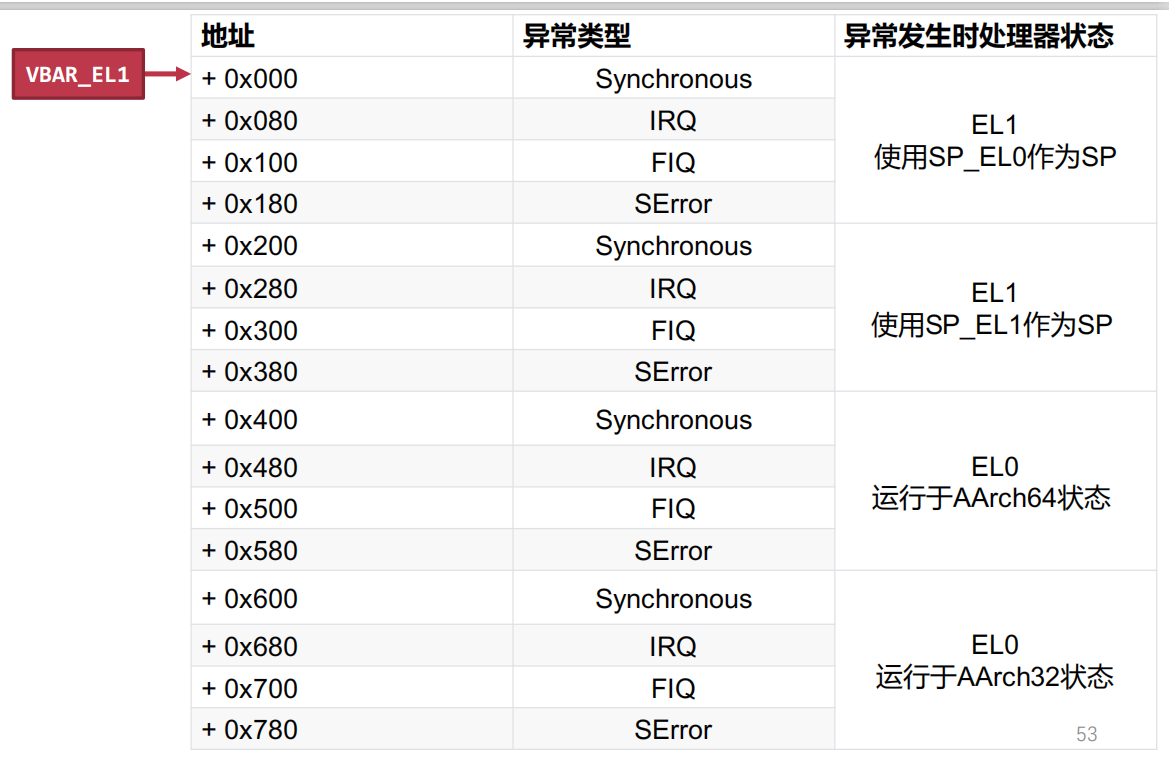 地址 异常类型 异常发生时处理器状态
VBAR_EL1
+ 0x000 Synchronous
+ 0x080 IRQ
EL1
使用SP_EL0作为SP
+ 0x100 FIQ
+ 0x180 SError
+ 0x200 Synchronous
+ 0x280 IRQ
EL1
使用SP_EL1作为SP
+ 0x300 FIQ
+ 0x380 SError
+ 0x400 Synchronous
+ 0x480 IRQ
EL0
运行于AArch64状态
+ 0x500 FIQ
+ 0x580 SError
+ 0x600 Synchronous
+ 0x680 IRQ
EL0
运行于AArch32状态
+ 0x700 FIQ
+ 0x780 SError
53